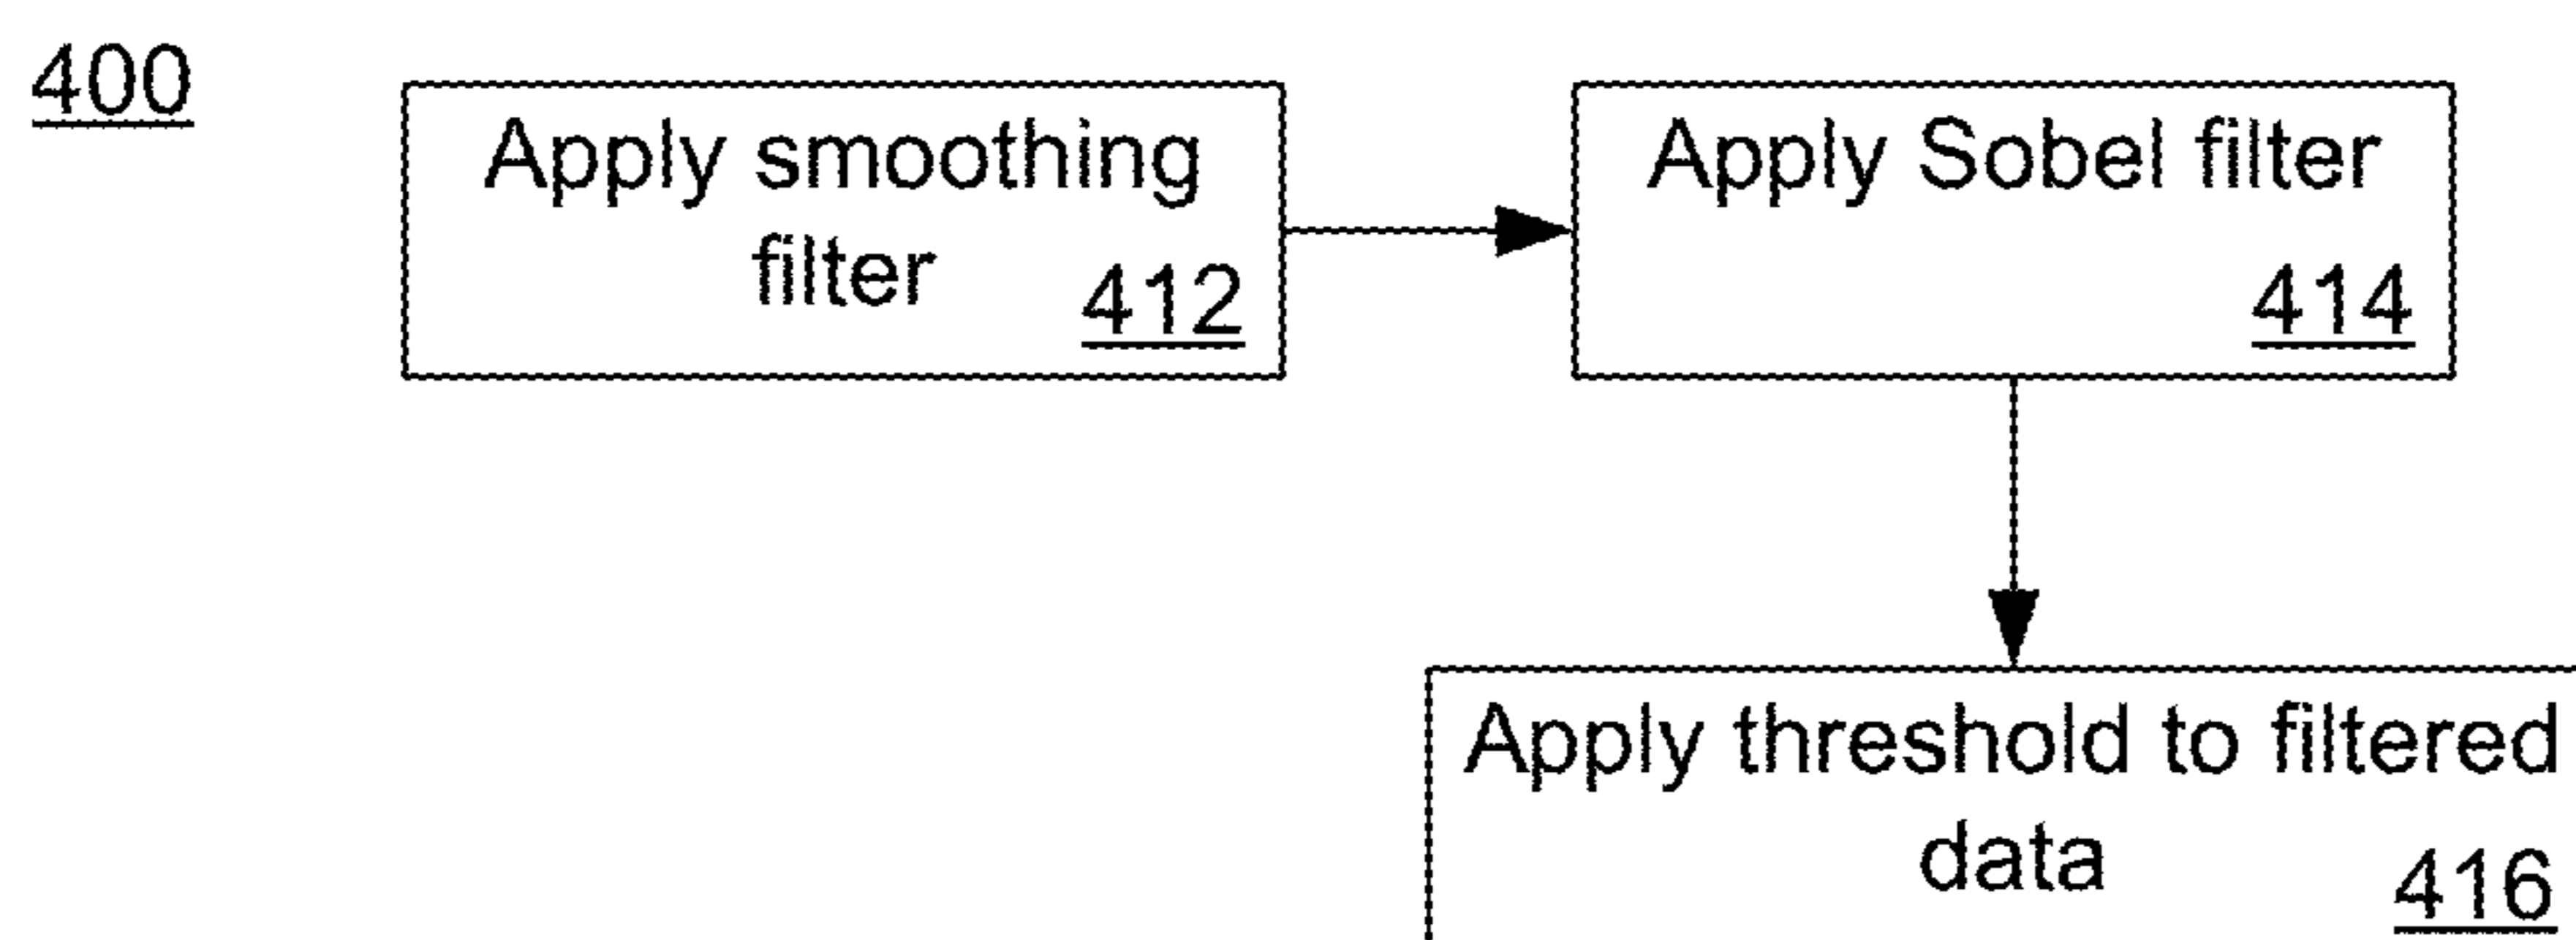 400
Apply smoothing
filter
412
Apply Sobel filter
414
Apply threshold to filtered
data
416